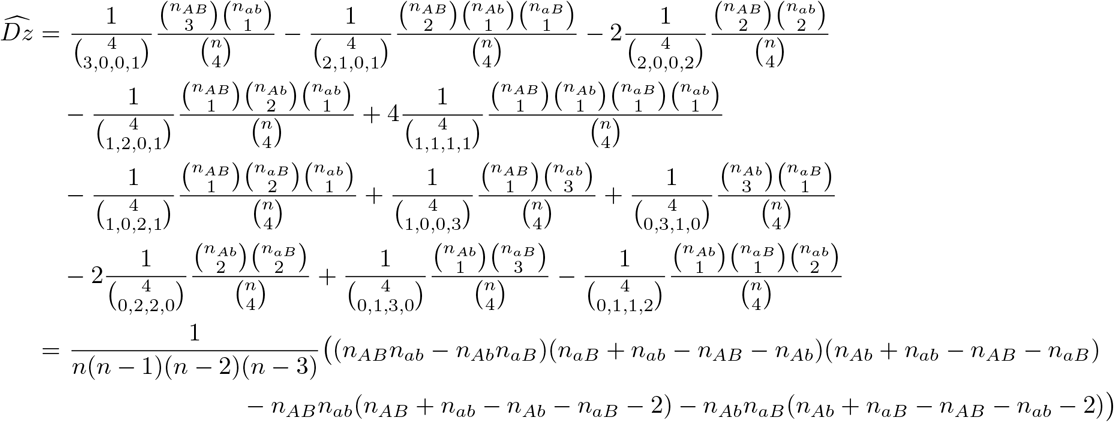 \widehat{Dz} = \frac{1}{\binom{4}{3,0,0,1}} \frac{\binom{n_{AB}}{3}\binom{n_{ab}}{1}}{\binom{n}{4}} - \frac{1}{\binom{4}{2,1,0,1}} \frac{\binom{n_{AB}}{2}\binom{n_{Ab}}{1}\binom{n_{aB}}{1}}{\binom{n}{4}} - 2\frac{1}{\binom{4}{2,0,0,2}} \frac{\binom{n_{AB}}{2}\binom{n_{ab}}{2}}{\binom{n}{4}}
- \frac{1}{\binom{4}{1,2,0,1}} \frac{\binom{n_{AB}}{1}\binom{n_{Ab}}{2}\binom{n_{ab}}{1}}{\binom{n}{4}} + 4\frac{1}{\binom{4}{1,1,1,1}} \frac{\binom{n_{AB}}{1}\binom{n_{Ab}}{1}\binom{n_{aB}}{1}\binom{n_{ab}}{1}}{\binom{n}{4}}
- \frac{1}{\binom{4}{1,0,2,1}} \frac{\binom{n_{AB}}{1}\binom{n_{aB}}{2}\binom{n_{ab}}{1}}{\binom{n}{4}} + \frac{1}{\binom{4}{1,0,0,3}} \frac{\binom{n_{AB}}{1}\binom{n_{ab}}{3}}{\binom{n}{4}} + \frac{1}{\binom{4}{0,3,1,0}} \frac{\binom{n_{Ab}}{3}\binom{n_{aB}}{1}}{\binom{n}{4}}
- 2\frac{1}{\binom{4}{0,2,2,0}} \frac{\binom{n_{Ab}}{2}\binom{n_{aB}}{2}}{\binom{n}{4}} + \frac{1}{\binom{4}{0,1,3,0}} \frac{\binom{n_{Ab}}{1}\binom{n_{aB}}{3}}{\binom{n}{4}} - \frac{1}{\binom{4}{0,1,1,2}} \frac{\binom{n_{Ab}}{1}\binom{n_{aB}}{1}\binom{n_{ab}}{2}}{\binom{n}{4}}
= \frac{1}{n(n-1)(n-2)(n-3)} \big((n_{AB}n_{ab} - n_{Ab}n_{aB})(n_{aB} + n_{ab} - n_{AB} - n_{Ab})(n_{Ab} + n_{ab} - n_{AB} - n_{aB})
- n_{AB}n_{ab}(n_{AB} + n_{ab} - n_{Ab} - n_{aB} - 2) - n_{Ab}n_{aB}(n_{Ab} + n_{aB} - n_{AB} - n_{ab} - 2)\big)